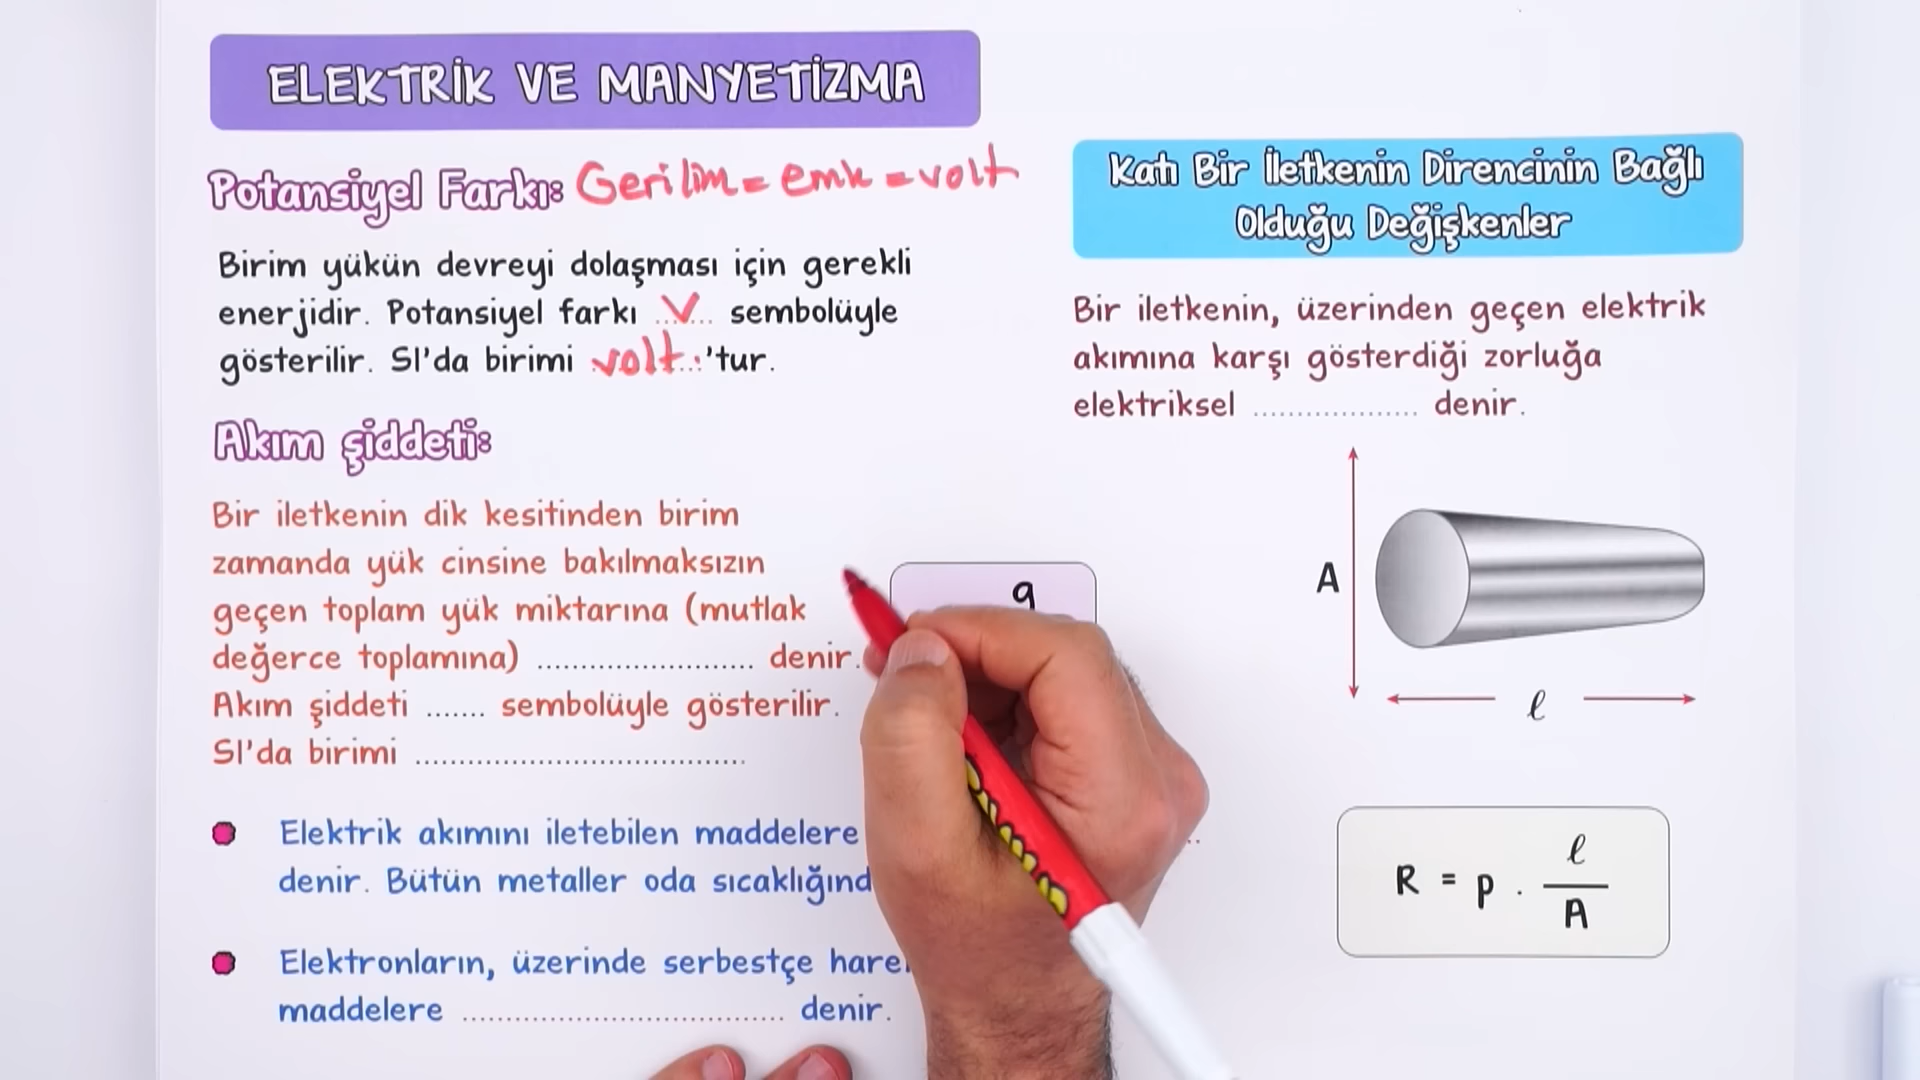 ELEKTRİK VE MANYETİZMA
Potansiyel Farkı: Gerilim = emk = volt
Birim yükün devreyi dolaşması için gerekli
enerjidir. Potansiyel farkı ..V.. sembolüyle
gösterilir. SI'da birimi volt..'tur.
Akım şiddeti:
Bir iletkenin dik kesitinden birim
zamanda yük cinsine bakılmaksızın
geçen toplam yük miktarına (mutlak
değerce toplamına) ......................... denir.
Akım şiddeti ....... sembolüyle gösterilir.
SI'da birimi ......................................
q
Elektrik akımını iletebilen maddelere
denir. Bütün metaller oda
Elektronların, üzerinde serbestçe
maddelere ..................................... denir.
Katı Bir İletkenin Direncinin Bağlı
Olduğu Değişkenler
Bir iletkenin, üzerinden geçen elektrik
akımına karşı gösterdiği zorluğa
elektriksel ................... denir.
A
ℓ
R = p . ℓ / A